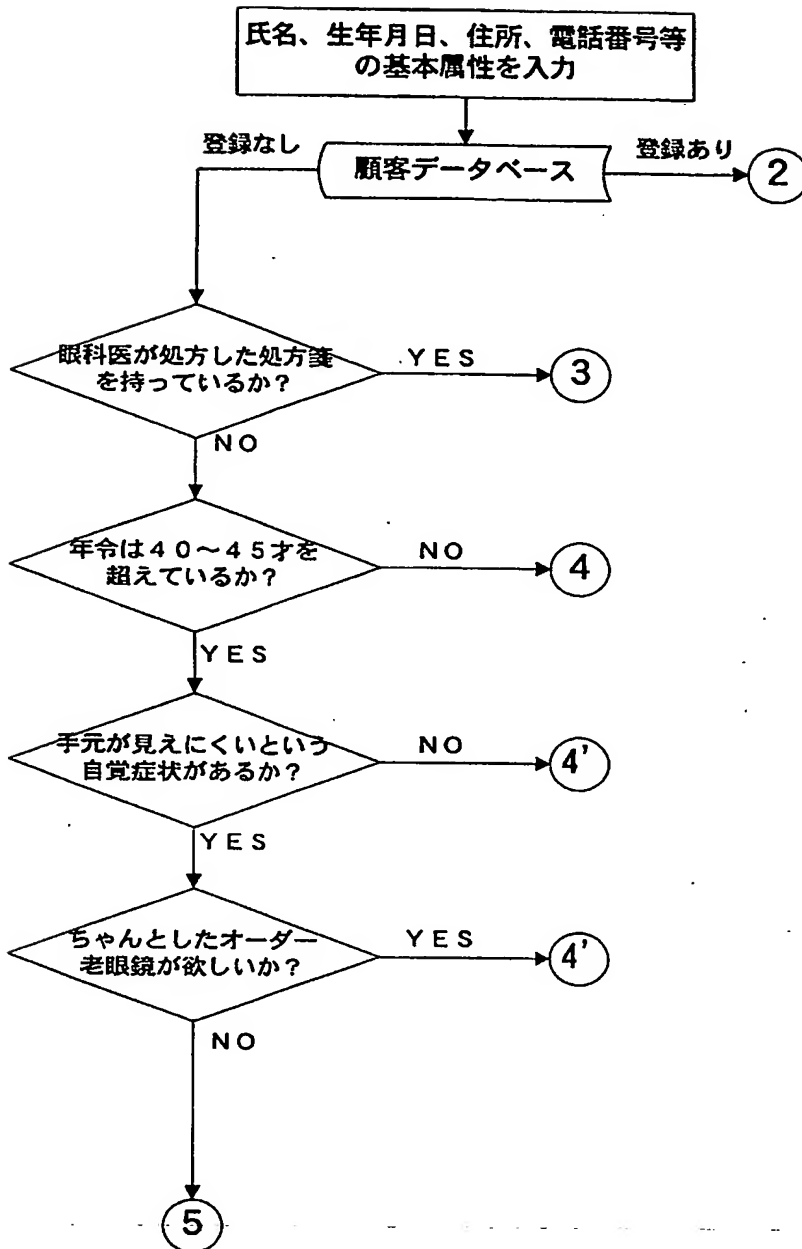 氏名、生年月日、住所、電話番号等
の基本属性を入力
登録なし
顧客データベース
登録あり
2
眼科医が処方した処方箋
を持っているか?
YES
3
NO
年令は40〜45才を
超えているか?
NO
4
YES
手元が見えにくいという
自覚症状があるか?
NO
4'
YES
ちゃんとしたオーダー
老眼鏡が欲しいか?
YES
4'
NO
5